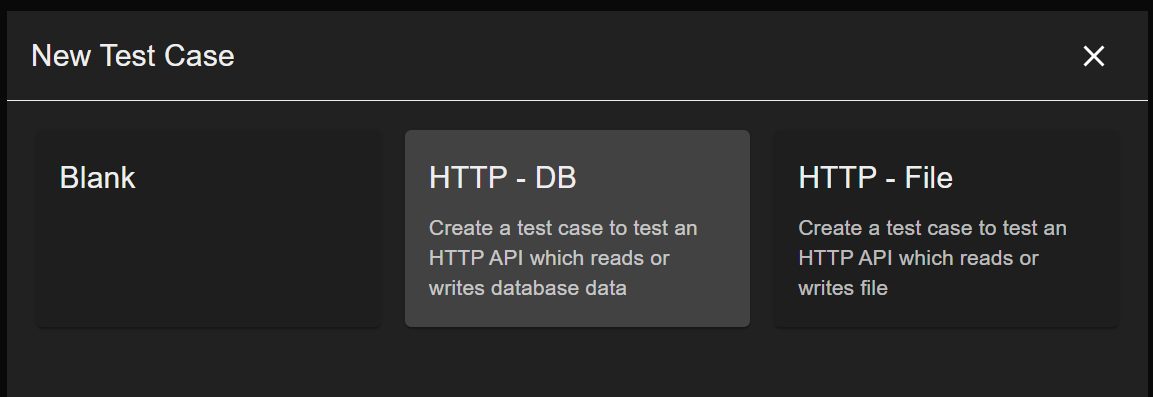 New Test Case
Blank
HTTP - DB
Create a test case to test an
HTTP API which reads or
writes database data
HTTP - File
Create a test case to test an
HTTP API which reads or
writes file